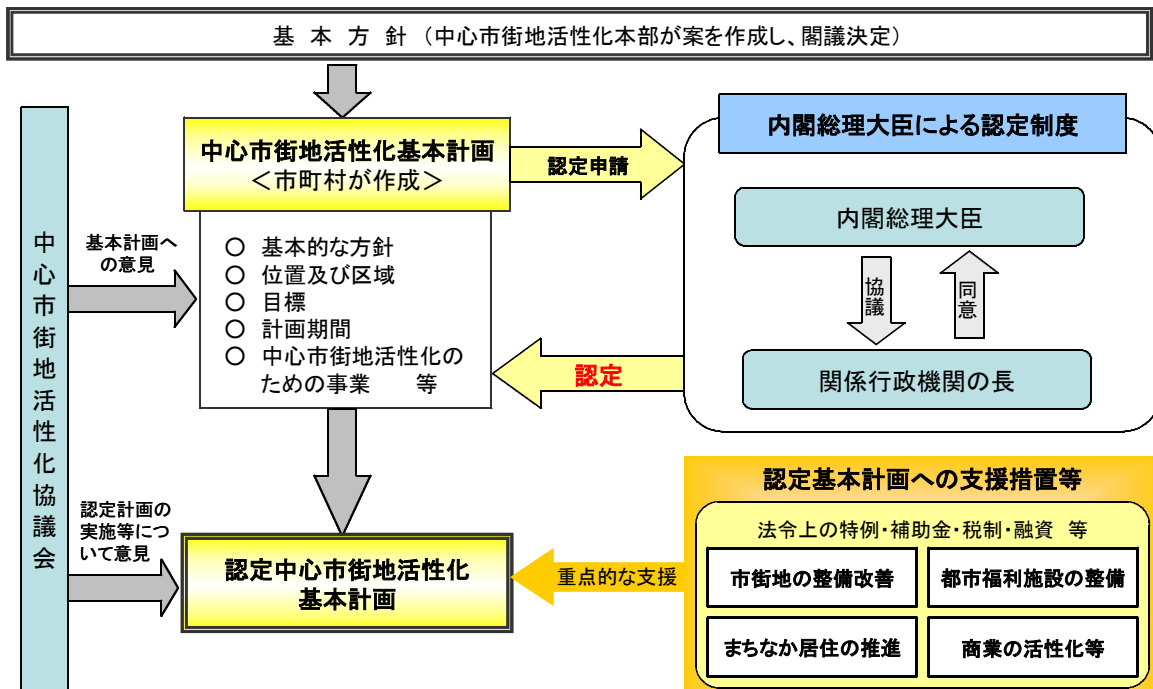 基 本 方 針 （中心市街地活性化本部が案を作成し、閣議決定）
中心市街地活性化基本計画
＜市町村が作成＞
認定申請
内閣総理大臣による認定制度
内閣総理大臣
協議
同意
関係行政機関の長
中心市街地活性化協議会
基本計画へ
の意見
○ 基本的な方針
○ 位置及び区域
○ 目標
○ 計画期間
○ 中心市街地活性化の
ための事業 等
認定
認定計画の
実施等につ
いて意見
認定中心市街地活性化
基本計画
重点的な支援
認定基本計画への支援措置等
法令上の特例・補助金・税制・融資 等
市街地の整備改善
都市福利施設の整備
まちなか居住の推進
商業の活性化等